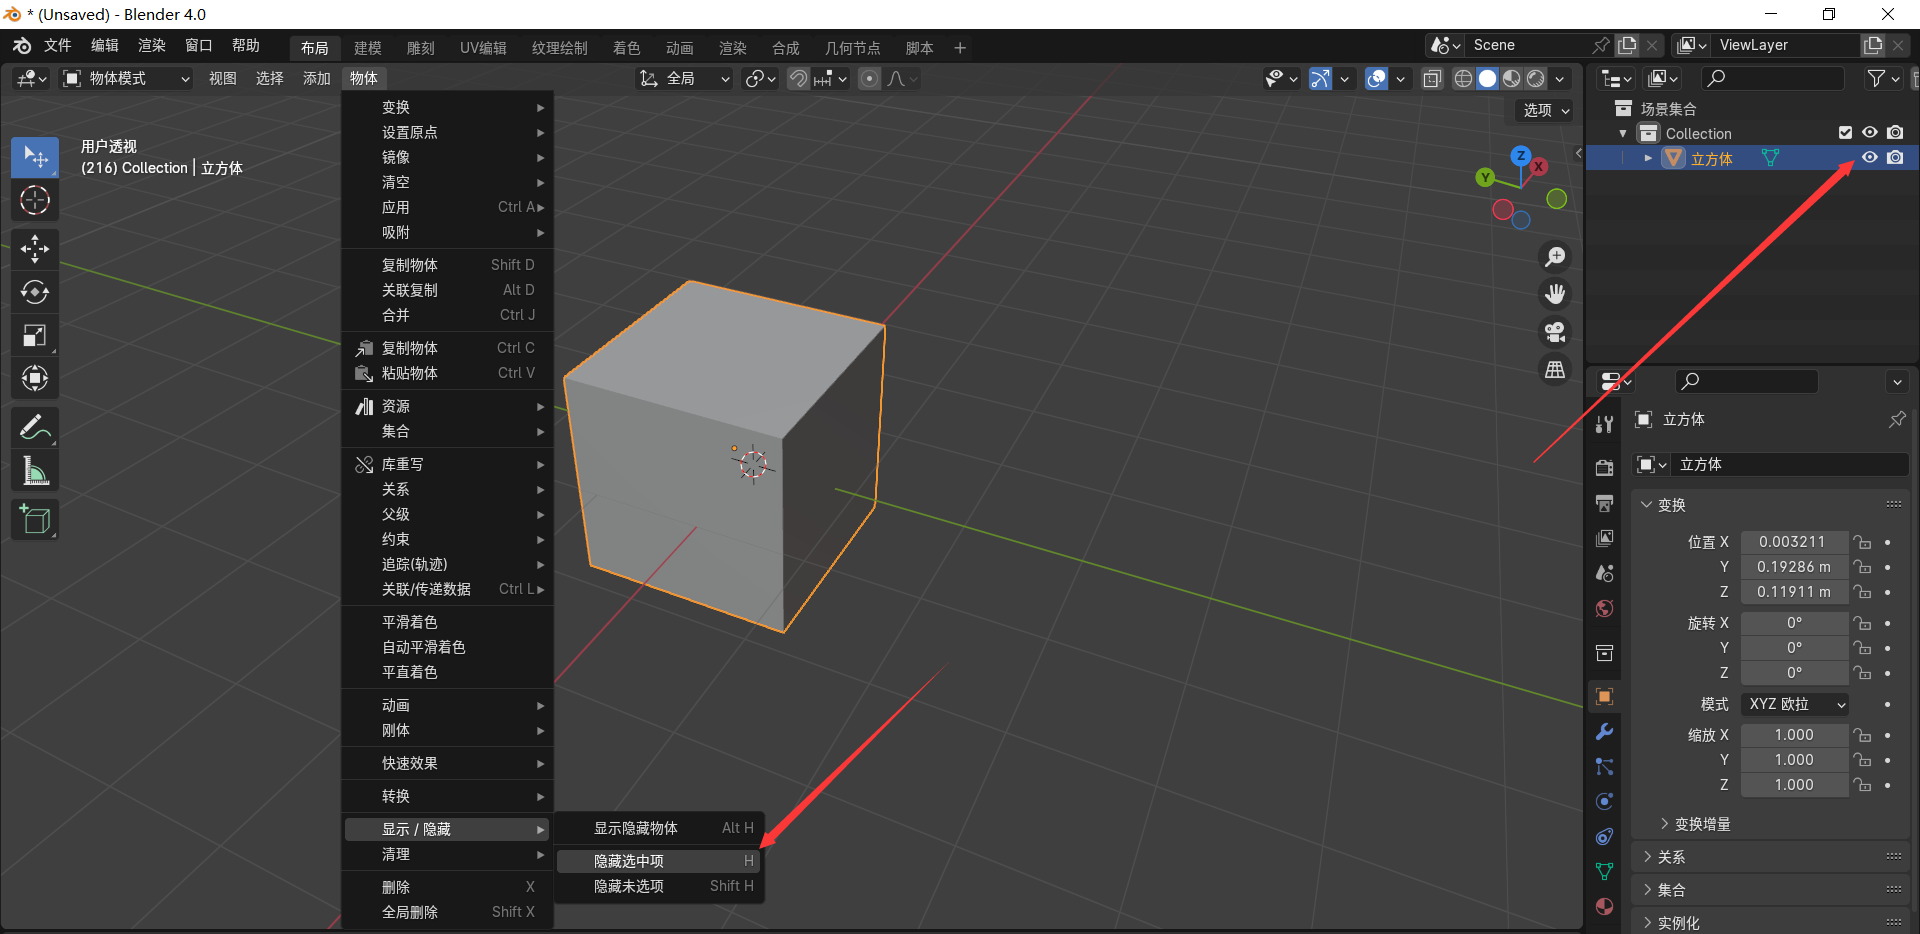 * (Unsaved) - Blender 4.0
文件 编辑 渲染 窗口 帮助 布局 建模 雕刻 UV编辑 纹理绘制 着色 动画 渲染 合成 几何节点 脚本 + Scene ViewLayer
物体模式 视图 选择 添加 物体 全局
选项
用户透视
(216) Collection | 立方体
变换
设置原点
镜像
清空
应用 Ctrl A
吸附
复制物体 Shift D
关联复制 Alt D
合并 Ctrl J
复制物体 Ctrl C
粘贴物体 Ctrl V
资源
集合
库重写
关系
父级
约束
追踪(轨迹)
关联/传递数据 Ctrl L
平滑着色
自动平滑着色
平直着色
动画
刚体
快速效果
转换
显示 / 隐藏
清理
删除 X
全局删除 Shift X
显示隐藏物体 Alt H
隐藏选中项 H
隐藏未选项 Shift H
Z
X
Y
场景集合
Collection
立方体
立方体
立方体
变换
位置 X 0.003211
Y 0.19286 m
Z 0.11911 m
旋转 X 0°
Y 0°
Z 0°
模式 XYZ 欧拉
缩放 X 1.000
Y 1.000
Z 1.000
变换增量
关系
集合
实例化